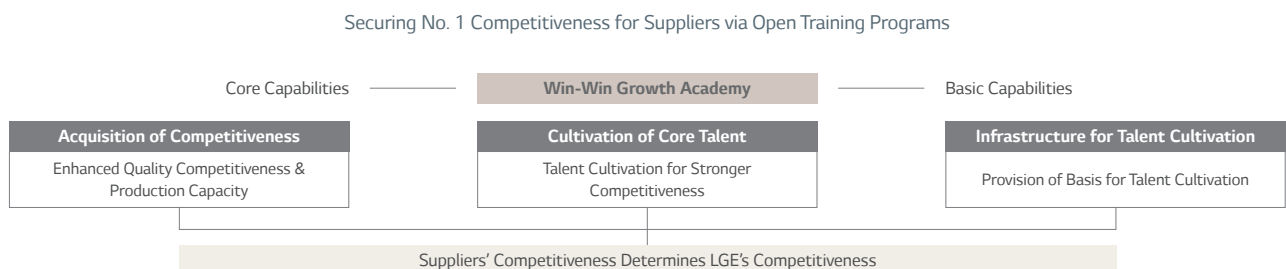 Securing No. 1 Competitiveness for Suppliers via Open Training Programs
Core Capabilities
Win-Win Growth Academy
Basic Capabilities
Acquisition of Competitiveness
Enhanced Quality Competitiveness &
Production Capacity
Cultivation of Core Talent
Talent Cultivation for Stronger
Competitiveness
Infrastructure for Talent Cultivation
Provision of Basis for Talent Cultivation
Suppliers’ Competitiveness Determines LGE’s Competitiveness